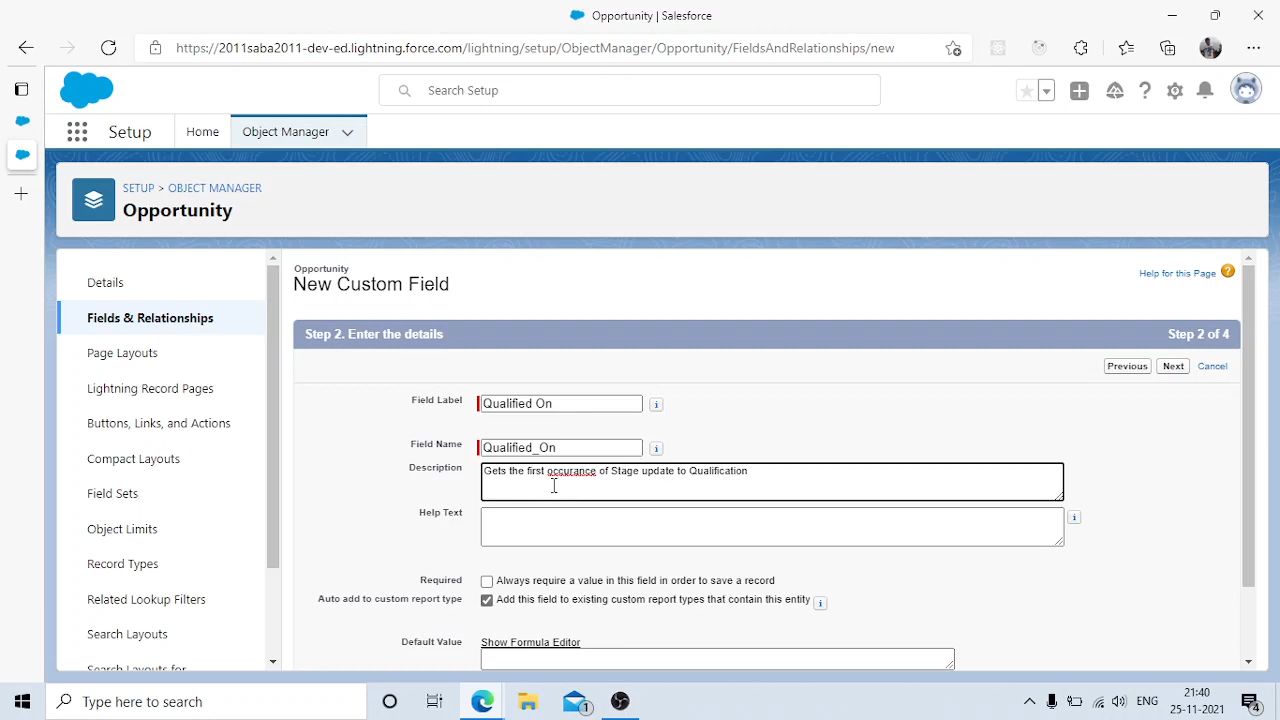 Opportunity | Salesforce
https://2011saba2011-dev-ed.lightning.force.com/lightning/setup/ObjectManager/Opportunity/FieldsAndRelationships/new
Search Setup
Setup
Home
Object Manager
SETUP > OBJECT MANAGER
Opportunity
Details
Fields & Relationships
Page Layouts
Lightning Record Pages
Buttons, Links, and Actions
Compact Layouts
Field Sets
Object Limits
Record Types
Related Lookup Filters
Search Layouts
Search Layouts for
Opportunity
New Custom Field
Help for this Page
Step 2. Enter the details
Step 2 of 4
Previous
Next
Cancel
Field Label
Qualified On
Field Name
Qualified_On
Description
Gets the first occurance of Stage update to Qualification
Help Text
Required
Always require a value in this field in order to save a record
Auto add to custom report type
Add this field to existing custom report types that contain this entity
Default Value
Show Formula Editor
Type here to search
1
ENG
21:40
25-11-2021
4